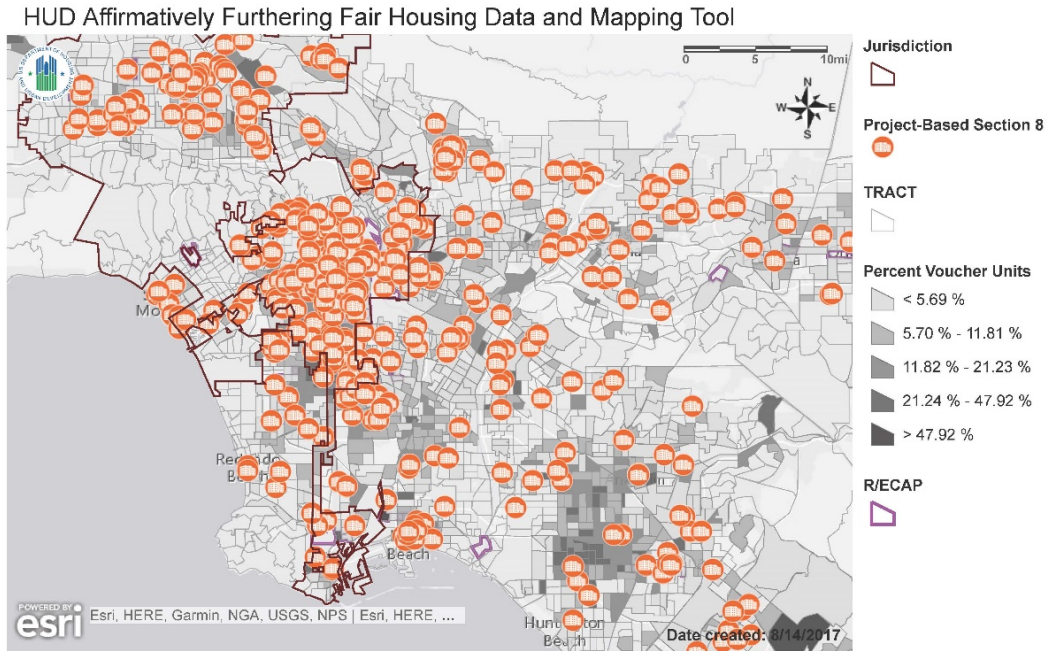 HUD Affirmatively Furthering Fair Housing Data and Mapping Tool
0 5 10mi
N
W E
S
Redondo
Beach
Beach
Beach
POWERED BY
esri
Esri, HERE, Garmin, NGA, USGS, NPS | Esri, HERE, ...
Date created: 8/14/2017
Jurisdiction
Project-Based Section 8
TRACT
Percent Voucher Units
< 5.69 %
5.70 % - 11.81 %
11.82 % - 21.23 %
21.24 % - 47.92 %
> 47.92 %
R/ECAP